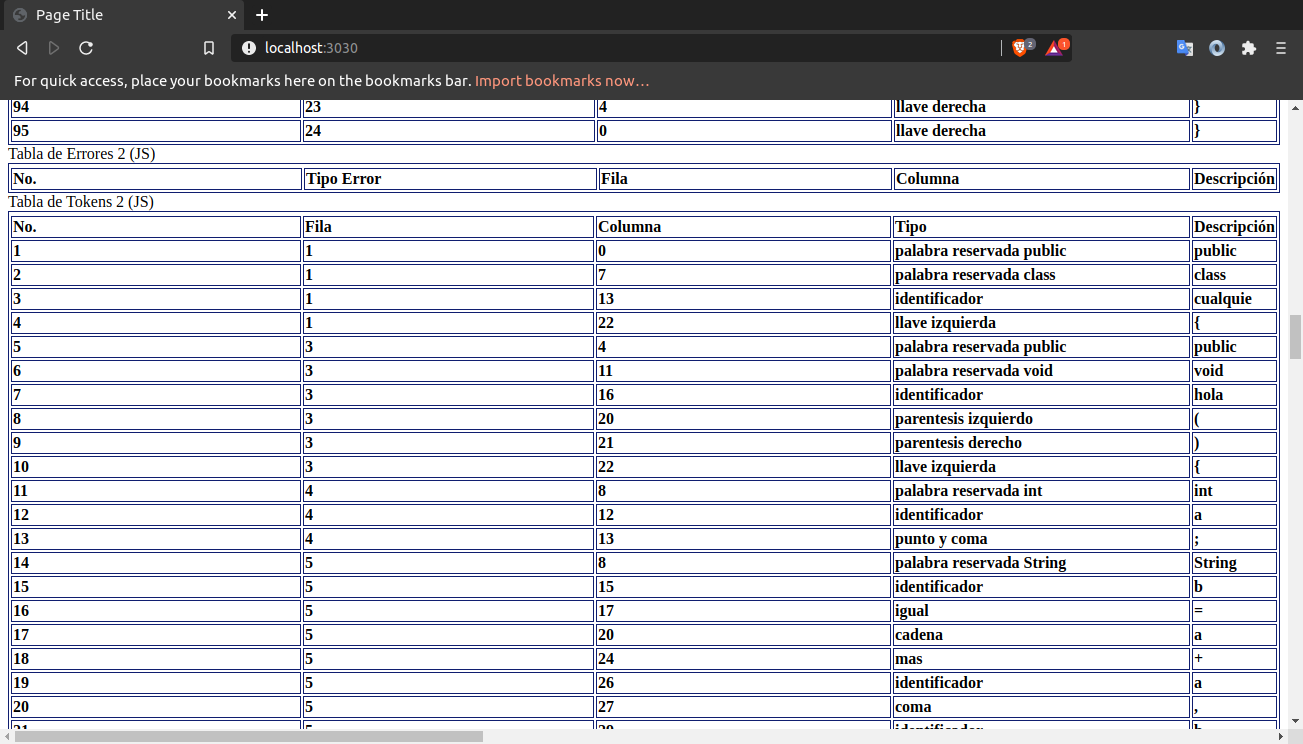 Page Title
localhost:3030
2
1
For quick access, place your bookmarks here on the bookmarks bar. Import bookmarks now…
94 23 4 llave derecha }
95 24 0 llave derecha }
Tabla de Errores 2 (JS)
No. Tipo Error Fila Columna Descripción
Tabla de Tokens 2 (JS)
No. Fila Columna Tipo Descripción
1 1 0 palabra reservada public public
2 1 7 palabra reservada class class
3 1 13 identificador cualquie
4 1 22 llave izquierda {
5 3 4 palabra reservada public public
6 3 11 palabra reservada void void
7 3 16 identificador hola
8 3 20 parentesis izquierdo (
9 3 21 parentesis derecho )
10 3 22 llave izquierda {
11 4 8 palabra reservada int int
12 4 12 identificador a
13 4 13 punto y coma ;
14 5 8 palabra reservada String String
15 5 15 identificador b
16 5 17 igual =
17 5 20 cadena a
18 5 24 mas +
19 5 26 identificador a
20 5 27 coma ,